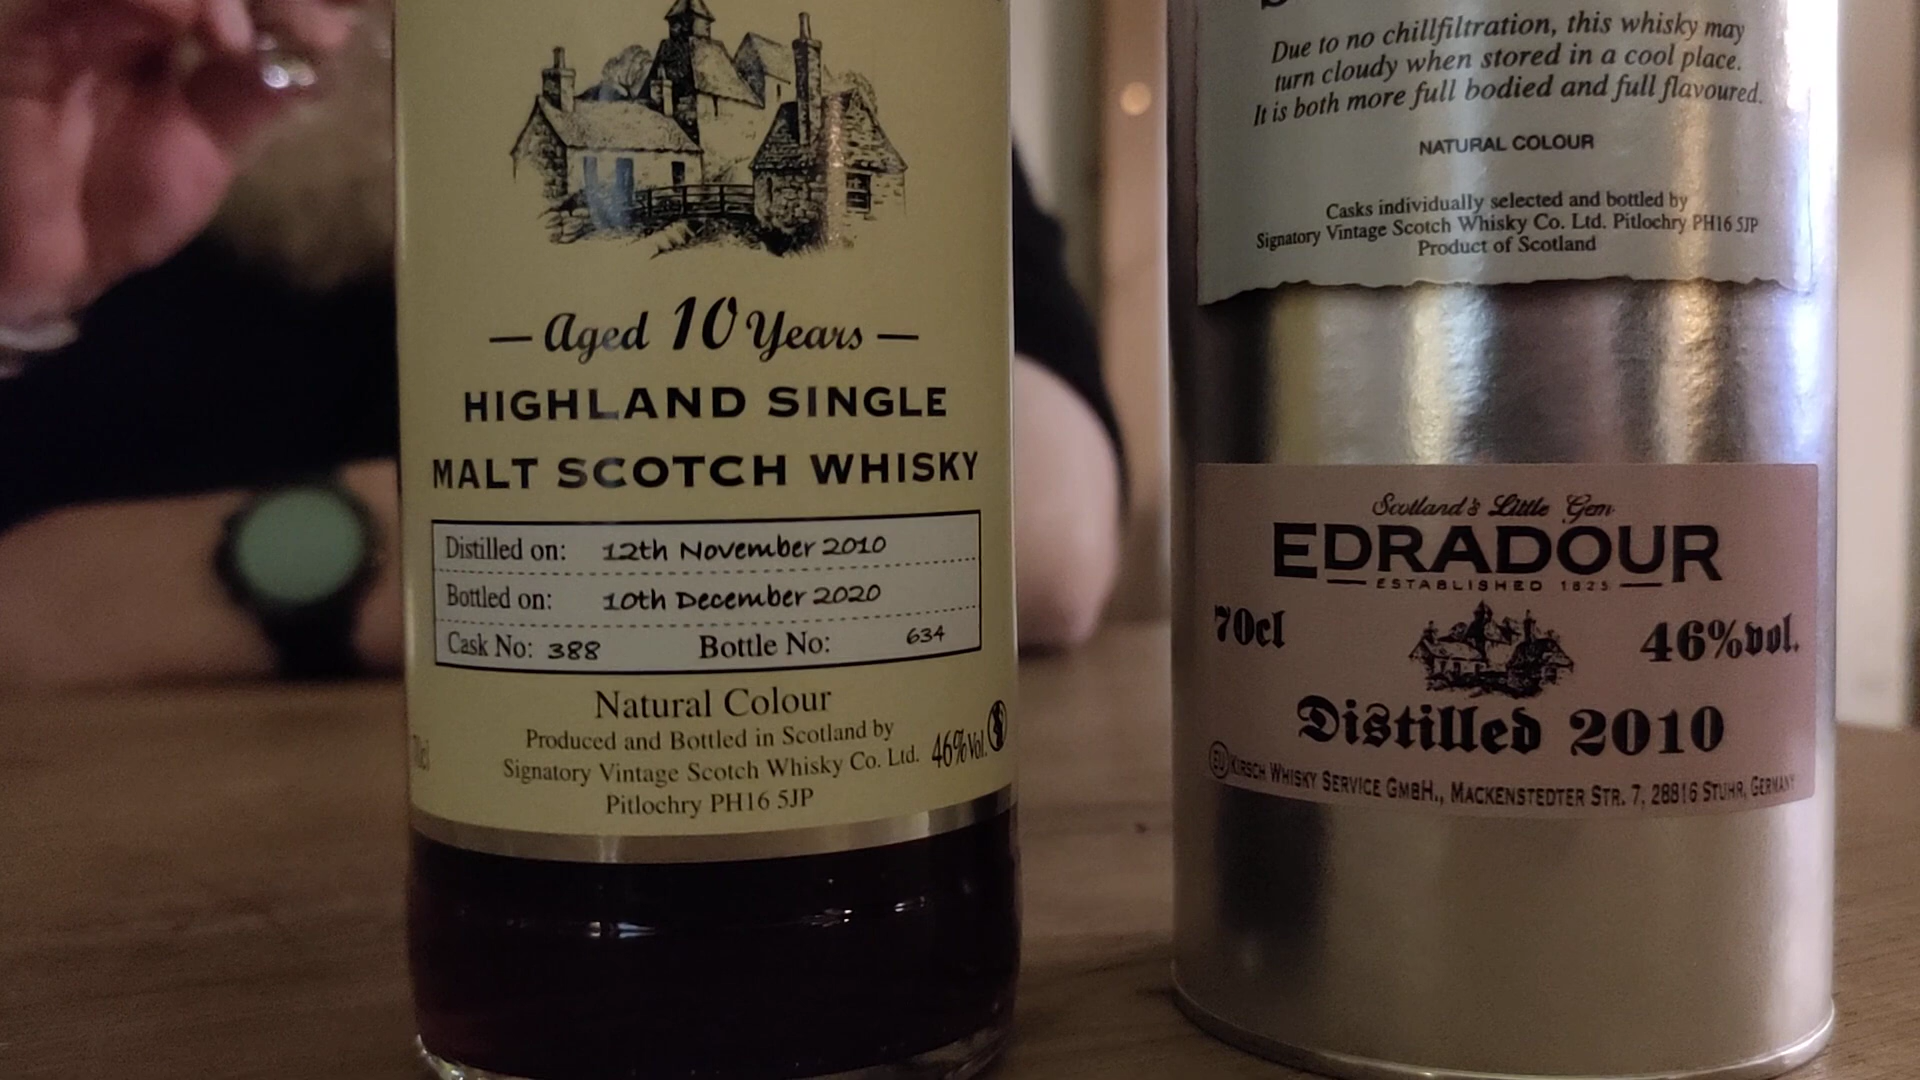 Aged 10 Years
HIGHLAND SINGLE
MALT SCOTCH WHISKY
Distilled on: 12th November 2010
Bottled on: 10th December 2020
Cask No: 388 Bottle No: 634
Natural Colour
Produced and Bottled in Scotland by
Signatory Vintage Scotch Whisky Co. Ltd.
Pitlochry PH16 5JP
46%Vol.
Due to no chillfiltration, this whisky may
turn cloudy when stored in a cool place.
It is both more full bodied and full flavoured.
NATURAL COLOUR
Casks individually selected and bottled by
Signatory Vintage Scotch Whisky Co. Ltd. Pitlochry PH16 5JP
Product of Scotland
Scotland's Little Gem
EDRADOUR
ESTABLISHED 1825
70cl 46%vol.
Distilled 2010
EU KIRSCH WHISKY SERVICE GMBH., MACKENSTEDTER STR. 7, 28816 STUHR, GERMANY